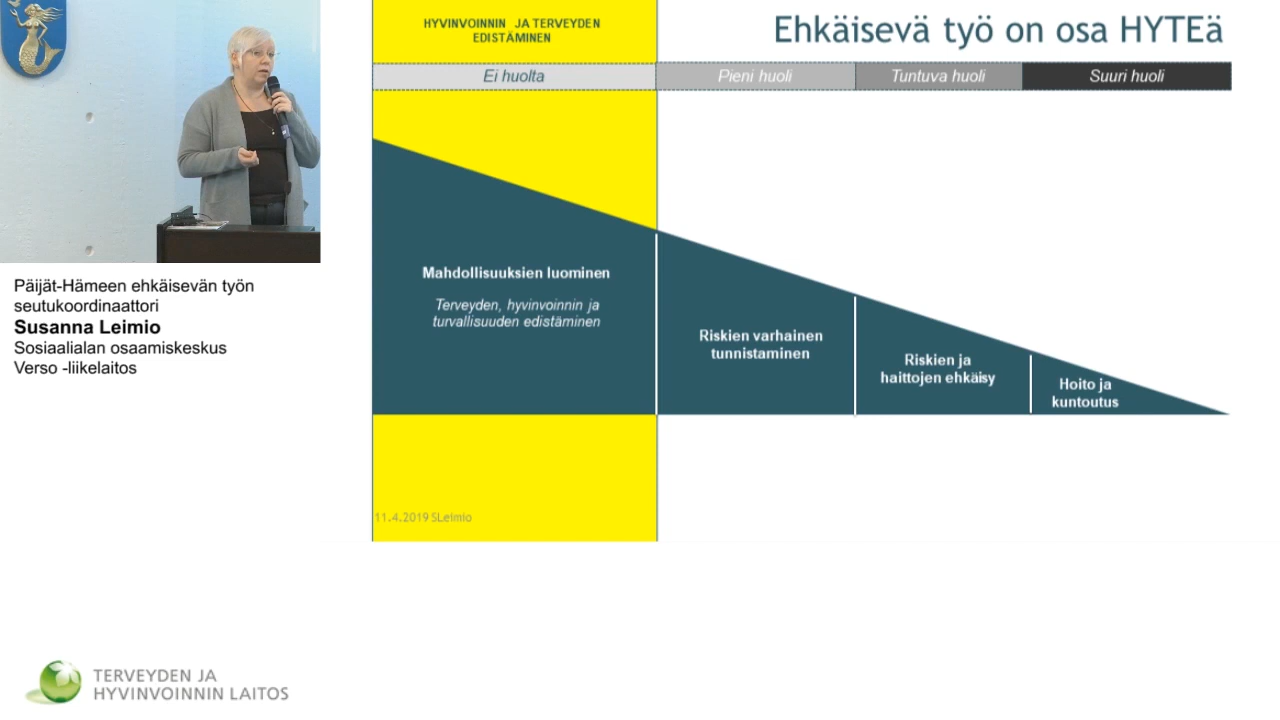 HYVINVOINNIN JA TERVEYDEN
EDISTÄMINEN
Ehkäisevä työ on osa HYTEä
Ei huolta
Pieni huoli
Tuntuva huoli
Suuri huoli
Mahdollisuuksien luominen
Terveyden, hyvinvoinnin ja
turvallisuuden edistäminen
Riskien varhainen
tunnistaminen
Riskien ja
haittojen ehkäisy
Hoito ja
kuntoutus
11.4.2019 SLeimio
Päijät-Hämeen ehkäisevän työn
seutukoordinaattori
Susanna Leimio
Sosiaalialan osaamiskeskus
Verso -liikelaitos
TERVEYDEN JA
HYVINVOINNIN LAITOS